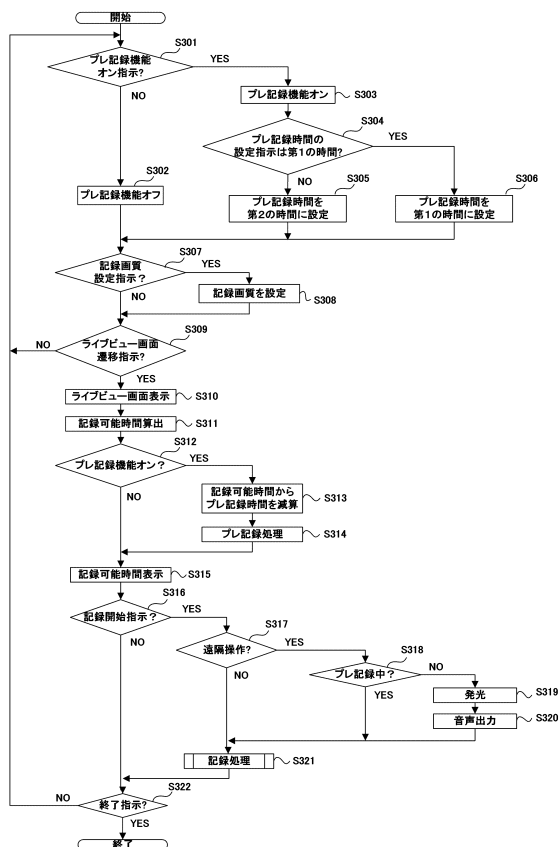 開始
S301
プレ記録機能
オン指示?
YES
NO
プレ記録機能オン
S303
S304
プレ記録時間の
設定指示は第1の時間?
YES
NO
S302
プレ記録機能オフ
S305
プレ記録時間を
第2の時間に設定
S306
プレ記録時間を
第1の時間に設定
S307
記録画質
設定指示?
YES
NO
記録画質を設定
S308
S309
ライブビュー画面
遷移指示?
NO
YES
ライブビュー画面表示
S310
記録可能時間算出
S311
S312
プレ記録機能オン?
YES
NO
記録可能時間から
プレ記録時間を減算
S313
プレ記録処理
S314
記録可能時間表示
S315
S316
記録開始指示?
YES
NO
S317
遠隔操作?
YES
NO
S318
プレ記録中?
NO
YES
発光
S319
音声出力
S320
記録処理
S321
S322
終了指示?
NO
YES
終了